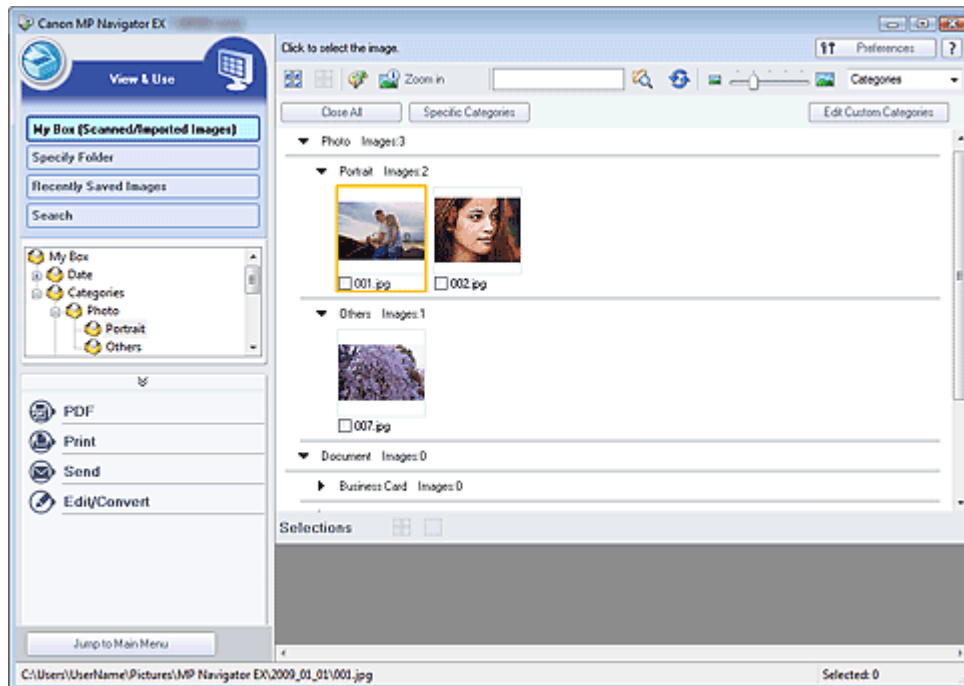 Canon MP Navigator EX
View & Use
My Box (Scanned/Imported Images)
Specify Folder
Recently Saved Images
Search
My Box
Date
Categories
Photo
Portrait
Others
PDF
Print
Send
Edit/Convert
Jump to Main Menu
Click to select the image.
Preferences
?
Zoom in
Categories
Close All
Specific Categories
Edit Custom Categories
Photo Images:3
Portrait Images:2
001.jpg
002.jpg
Others Images:1
007.jpg
Document Images:0
Business Card Images:0
Selections
C:\Users\UserName\Pictures\MP Navigator EX\2009_01_01\001.jpg
Selected: 0